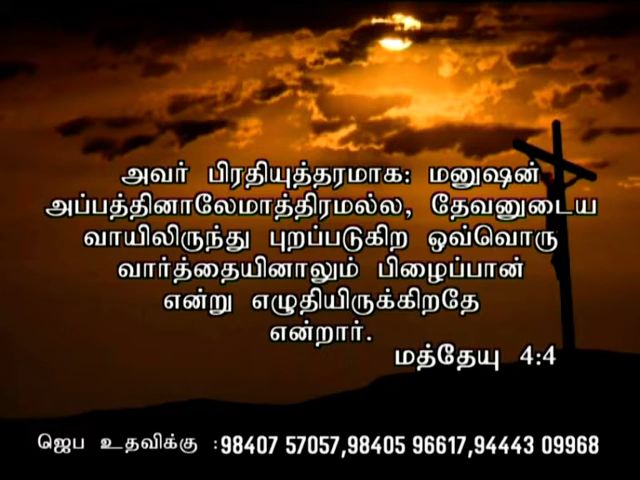 அவர் பிரதியுத்தரமாக: மனுஷன்
அப்பத்தினாலேமாத்திரமல்ல, தேவனுடைய
வாயிலிருந்து புறப்படுகிற ஒவ்வொரு
வார்த்தையினாலும் பிழைப்பான்
என்று எழுதியிருக்கிறதே
என்றார்.
மத்தேயு 4:4
ஜெப உதவிக்கு :98407 57057,98405 96617,94443 09968